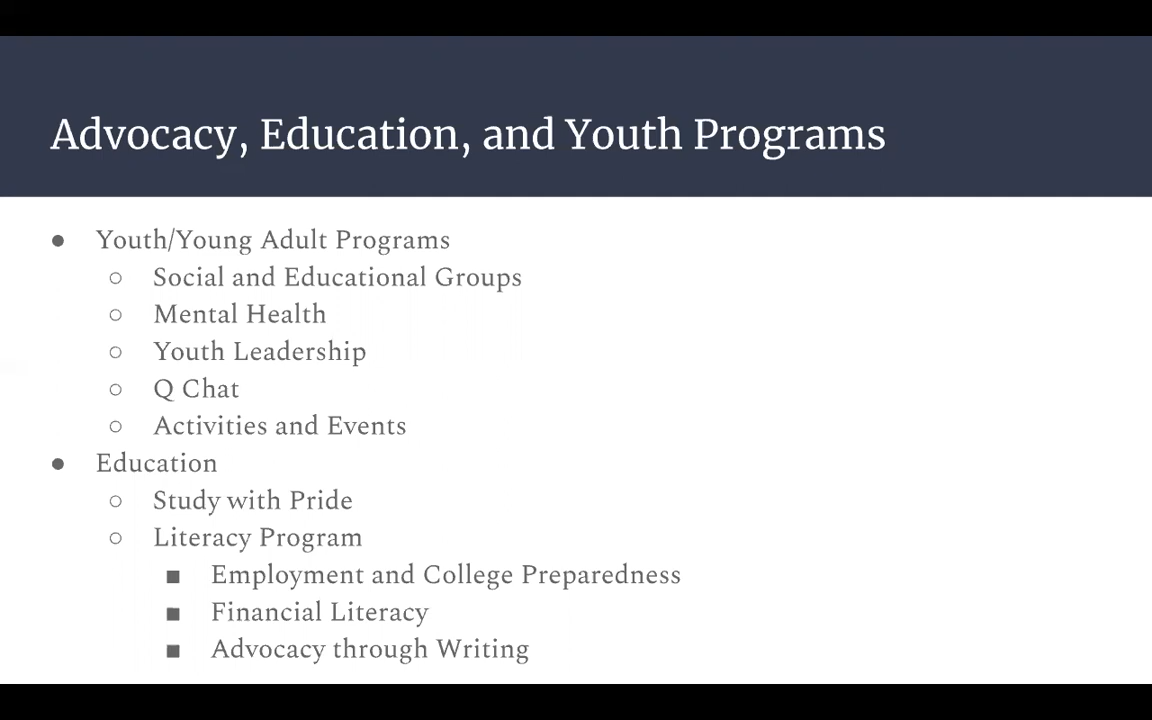 Advocacy, Education, and Youth Programs
● Youth/Young Adult Programs
○ Social and Educational Groups
○ Mental Health
○ Youth Leadership
○ Q Chat
○ Activities and Events
● Education
○ Study with Pride
○ Literacy Program
■ Employment and College Preparedness
■ Financial Literacy
■ Advocacy through Writing